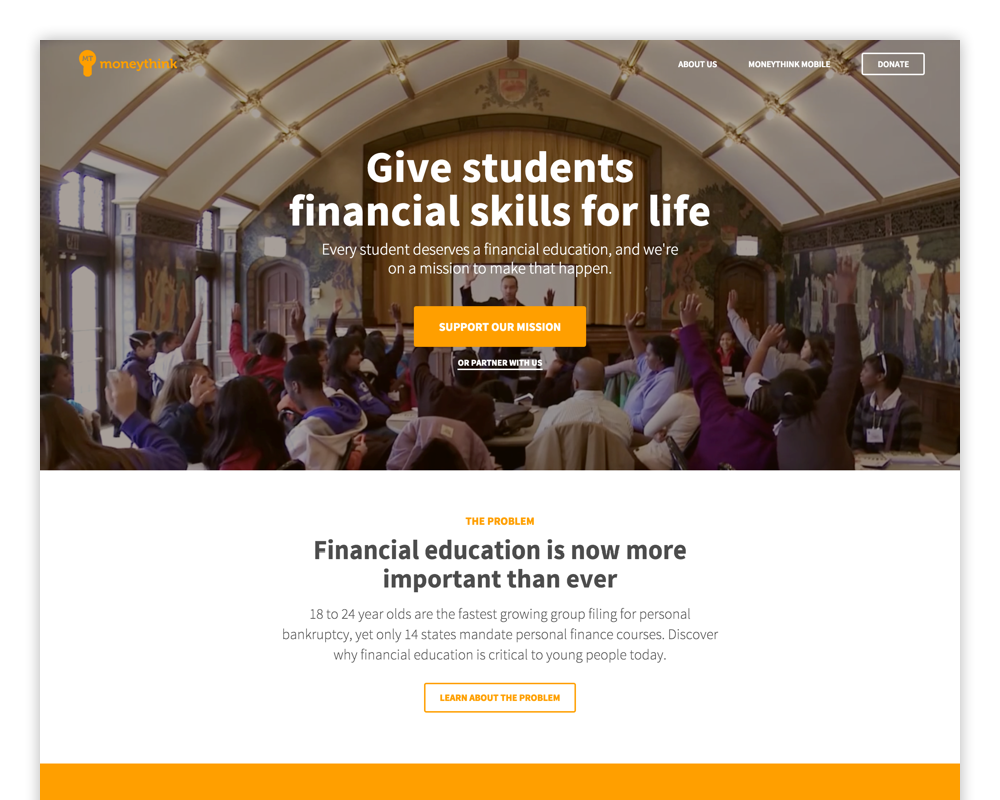 MT moneythink
ABOUT US
MONEYTHINK MOBILE
DONATE
Give students
financial skills for life
Every student deserves a financial education, and we're
on a mission to make that happen.
SUPPORT OUR MISSION
OR PARTNER WITH US
THE PROBLEM
Financial education is now more
important than ever
18 to 24 year olds are the fastest growing group filing for personal
bankruptcy, yet only 14 states mandate personal finance courses. Discover
why financial education is critical to young people today.
LEARN ABOUT THE PROBLEM